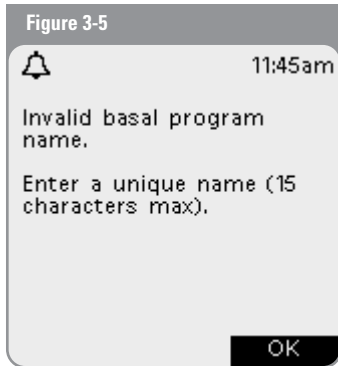 Figure 3-5
11:45am
Invalid basal program
name.
Enter a unique name (15
characters max).
OK